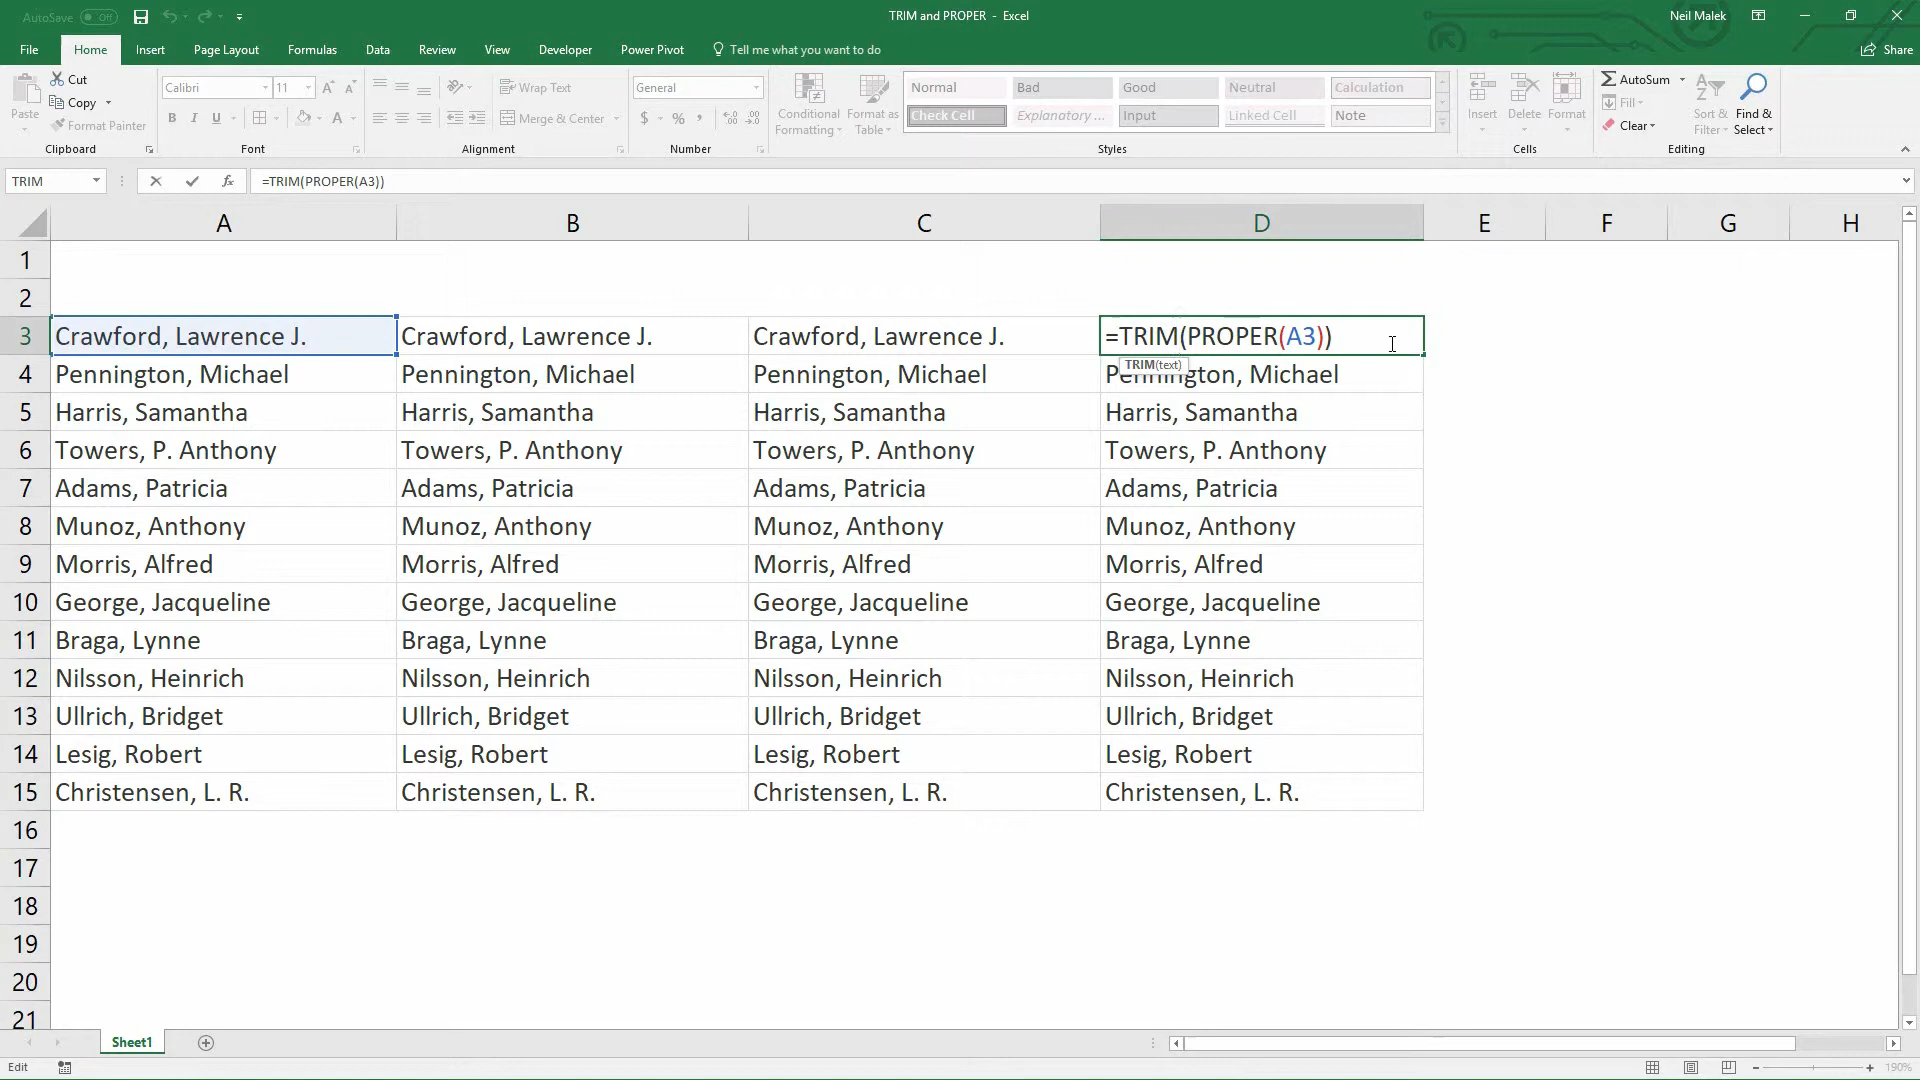 AutoSave Off
TRIM and PROPER - Excel
Neil Malek
File Home Insert Page Layout Formulas Data Review View Developer Power Pivot Tell me what you want to do Share
Paste
Cut
Copy
Format Painter
Clipboard
Calibri 11
B I U
Font
Wrap Text
Merge & Center
Alignment
General
$ % ,
Number
Conditional Formatting
Format as Table
Normal Bad Good Neutral Calculation
Check Cell Explanatory ... Input Linked Cell Note
Styles
Insert Delete Format
Cells
AutoSum
Fill
Clear
Sort & Filter
Find & Select
Editing
TRIM fx =TRIM(PROPER(A3))
A B C D E F G H
1
2
3 Crawford, Lawrence J. Crawford, Lawrence J. Crawford, Lawrence J. =TRIM(PROPER(A3))
TRIM(text)
4 Pennington, Michael Pennington, Michael Pennington, Michael Pennington, Michael
5 Harris, Samantha Harris, Samantha Harris, Samantha Harris, Samantha
6 Towers, P. Anthony Towers, P. Anthony Towers, P. Anthony Towers, P. Anthony
7 Adams, Patricia Adams, Patricia Adams, Patricia Adams, Patricia
8 Munoz, Anthony Munoz, Anthony Munoz, Anthony Munoz, Anthony
9 Morris, Alfred Morris, Alfred Morris, Alfred Morris, Alfred
10 George, Jacqueline George, Jacqueline George, Jacqueline George, Jacqueline
11 Braga, Lynne Braga, Lynne Braga, Lynne Braga, Lynne
12 Nilsson, Heinrich Nilsson, Heinrich Nilsson, Heinrich Nilsson, Heinrich
13 Ullrich, Bridget Ullrich, Bridget Ullrich, Bridget Ullrich, Bridget
14 Lesig, Robert Lesig, Robert Lesig, Robert Lesig, Robert
15 Christensen, L. R. Christensen, L. R. Christensen, L. R. Christensen, L. R.
16
17
18
19
20
21
Sheet1
Edit
190%